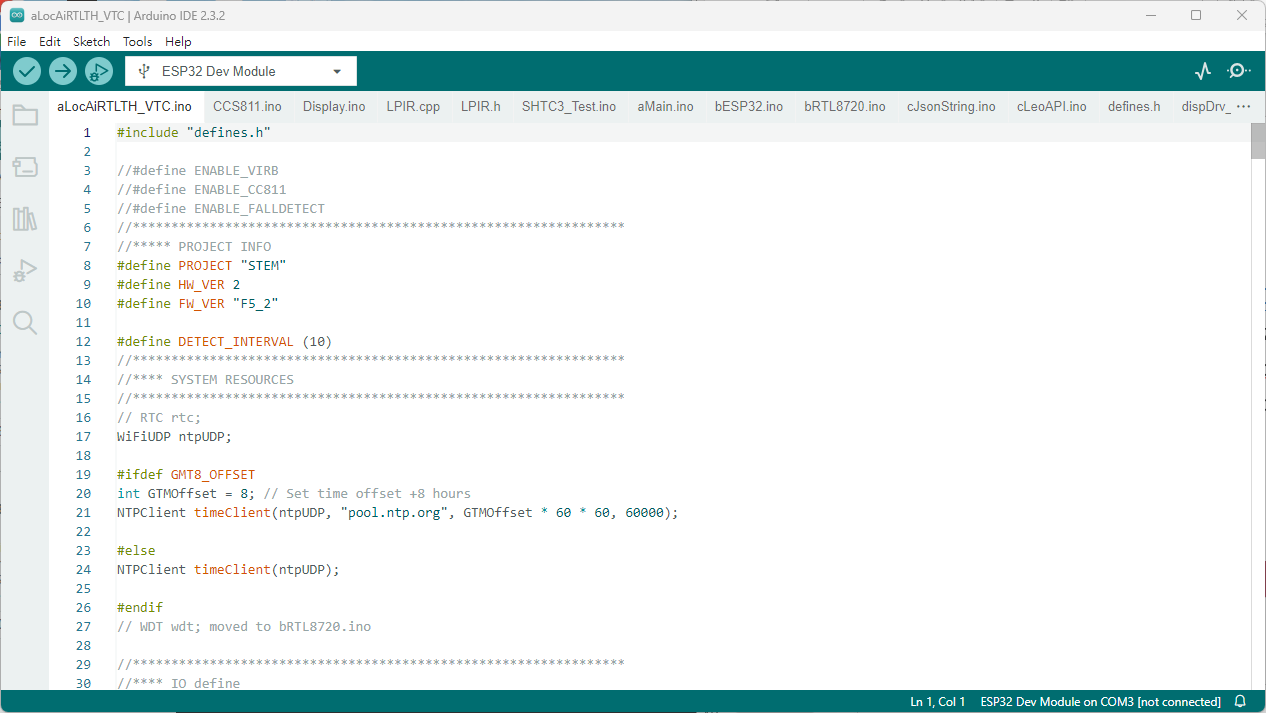 aLocAiRTLTH_VTC | Arduino IDE 2.3.2
File Edit Sketch Tools Help
ESP32 Dev Module
aLocAiRTLTH_VTC.ino CCS811.ino Display.ino LPIR.cpp LPIR.h SHTC3_Test.ino aMain.ino bESP32.ino bRTL8720.ino cJsonString.ino cLeoAPI.ino defines.h dispDrv_ ...
1 #include "defines.h"
2
3 //#define ENABLE_VIRB
4 //#define ENABLE_CC811
5 //#define ENABLE_FALLDETECT
6 //****************************************************************
7 //***** PROJECT INFO
8 #define PROJECT "STEM"
9 #define HW_VER 2
10 #define FW_VER "F5_2"
11
12 #define DETECT_INTERVAL (10)
13 //****************************************************************
14 //**** SYSTEM RESOURCES
15 //****************************************************************
16 // RTC rtc;
17 WiFiUDP ntpUDP;
18
19 #ifdef GMT8_OFFSET
20 int GTMOffset = 8; // Set time offset +8 hours
21 NTPClient timeClient(ntpUDP, "pool.ntp.org", GTMOffset * 60 * 60, 60000);
22
23 #else
24 NTPClient timeClient(ntpUDP);
25
26 #endif
27 // WDT wdt; moved to bRTL8720.ino
28
29 //****************************************************************
30 //**** IO define
Ln 1, Col 1 ESP32 Dev Module on COM3 [not connected]